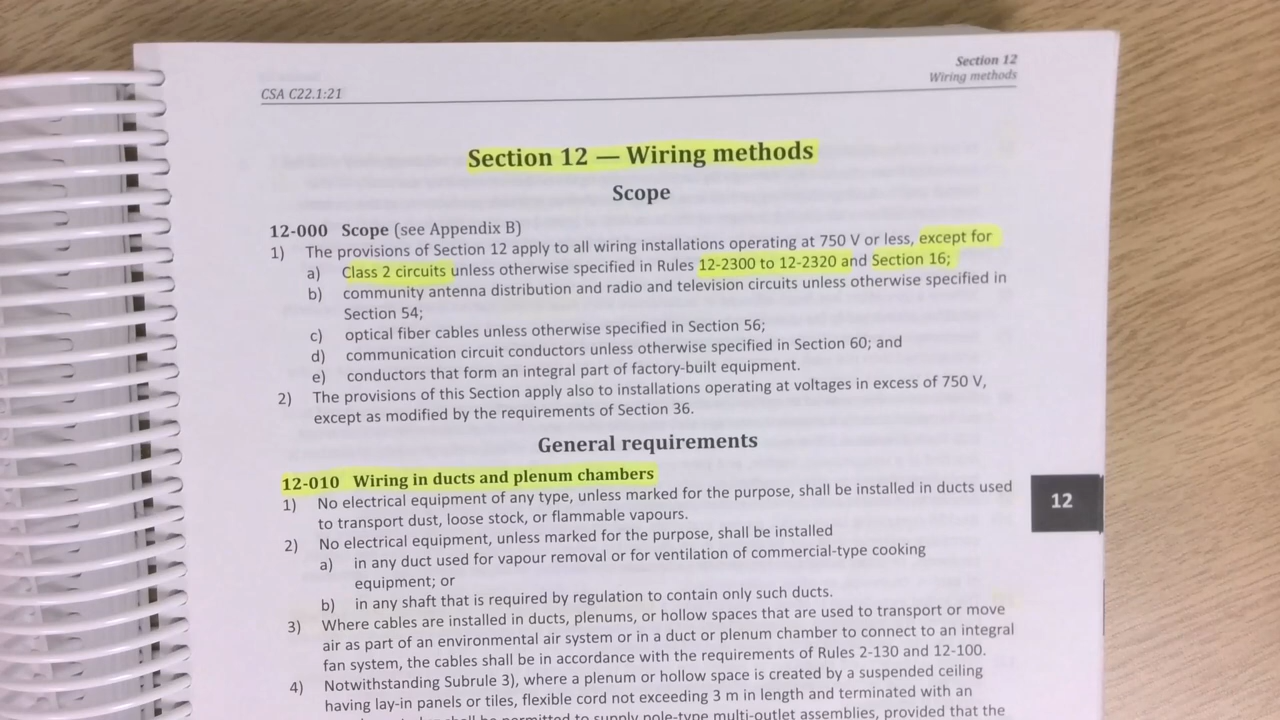 Section 12
CSA C22.1:21 Wiring methods
Section 12 — Wiring methods
Scope
12-000 Scope (see Appendix B)
1) The provisions of Section 12 apply to all wiring installations operating at 750 V or less, except for
a) Class 2 circuits unless otherwise specified in Rules 12-2300 to 12-2320 and Section 16;
b) community antenna distribution and radio and television circuits unless otherwise specified in
Section 54;
c) optical fiber cables unless otherwise specified in Section 56;
d) communication circuit conductors unless otherwise specified in Section 60; and
e) conductors that form an integral part of factory-built equipment.
2) The provisions of this Section apply also to installations operating at voltages in excess of 750 V,
except as modified by the requirements of Section 36.
General requirements
12-010 Wiring in ducts and plenum chambers
1) No electrical equipment of any type, unless marked for the purpose, shall be installed in ducts used
to transport dust, loose stock, or flammable vapours.
2) No electrical equipment, unless marked for the purpose, shall be installed
a) in any duct used for vapour removal or for ventilation of commercial-type cooking
equipment; or
b) in any shaft that is required by regulation to contain only such ducts.
3) Where cables are installed in ducts, plenums, or hollow spaces that are used to transport or move
air as part of an environmental air system or in a duct or plenum chamber to connect to an integral
fan system, the cables shall be in accordance with the requirements of Rules 2-130 and 12-100.
4) Notwithstanding Subrule 3), where a plenum or hollow space is created by a suspended ceiling
having lay-in panels or tiles, flexible cord not exceeding 3 m in length and terminated with an
shall be permitted to supply pole-type multi-outlet assemblies, provided that the
12